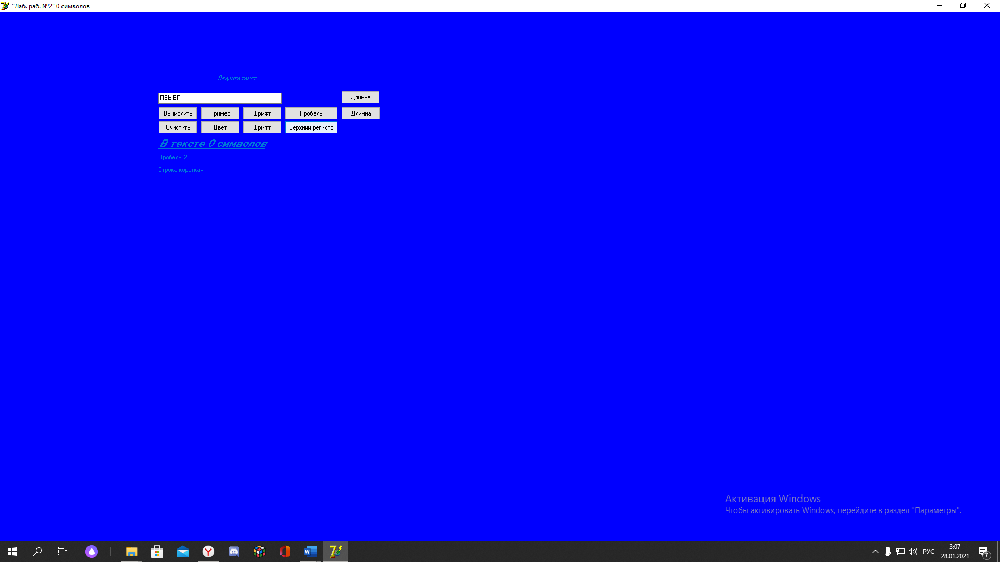 "Лаб. раб. №2" 0 символов
Введите текст
ПВЫВП
Длинна
Вычислить Пример Шрифт Пробелы Длинна
Очистить Цвет Шрифт Верхний регистр
В тексте 0 символов
Пробелы 2
Строка короткая
Активация Windows
Чтобы активировать Windows, перейдите в раздел "Параметры".
РУС
3:07
28.01.2021
7